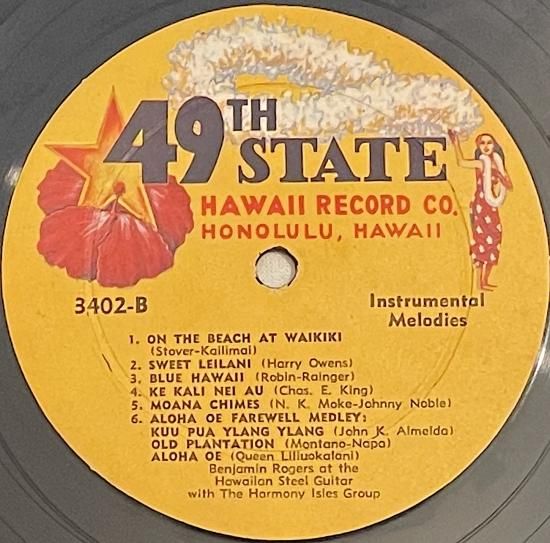 49TH
STATE
HAWAII RECORD CO.
HONOLULU, HAWAII
3402-B
Instrumental
Melodies
1. ON THE BEACH AT WAIKIKI
(Stover-Kailimai)
2. SWEET LEILANI (Harry Owens)
3. BLUE HAWAII (Robin-Rainger)
4. KE KALI NEI AU (Chas. E. King)
5. MOANA CHIMES (N. K. Moke-Johnny Noble)
6. ALOHA OE FAREWELL MEDLEY:
KUU PUA YLANG YLANG (John K. Almeida)
OLD PLANTATION (Montano-Napa)
ALOHA OE (Queen Liliuokalani)
Benjamin Rogers at the
Hawaiian Steel Guitar
with The Harmony Isles Group